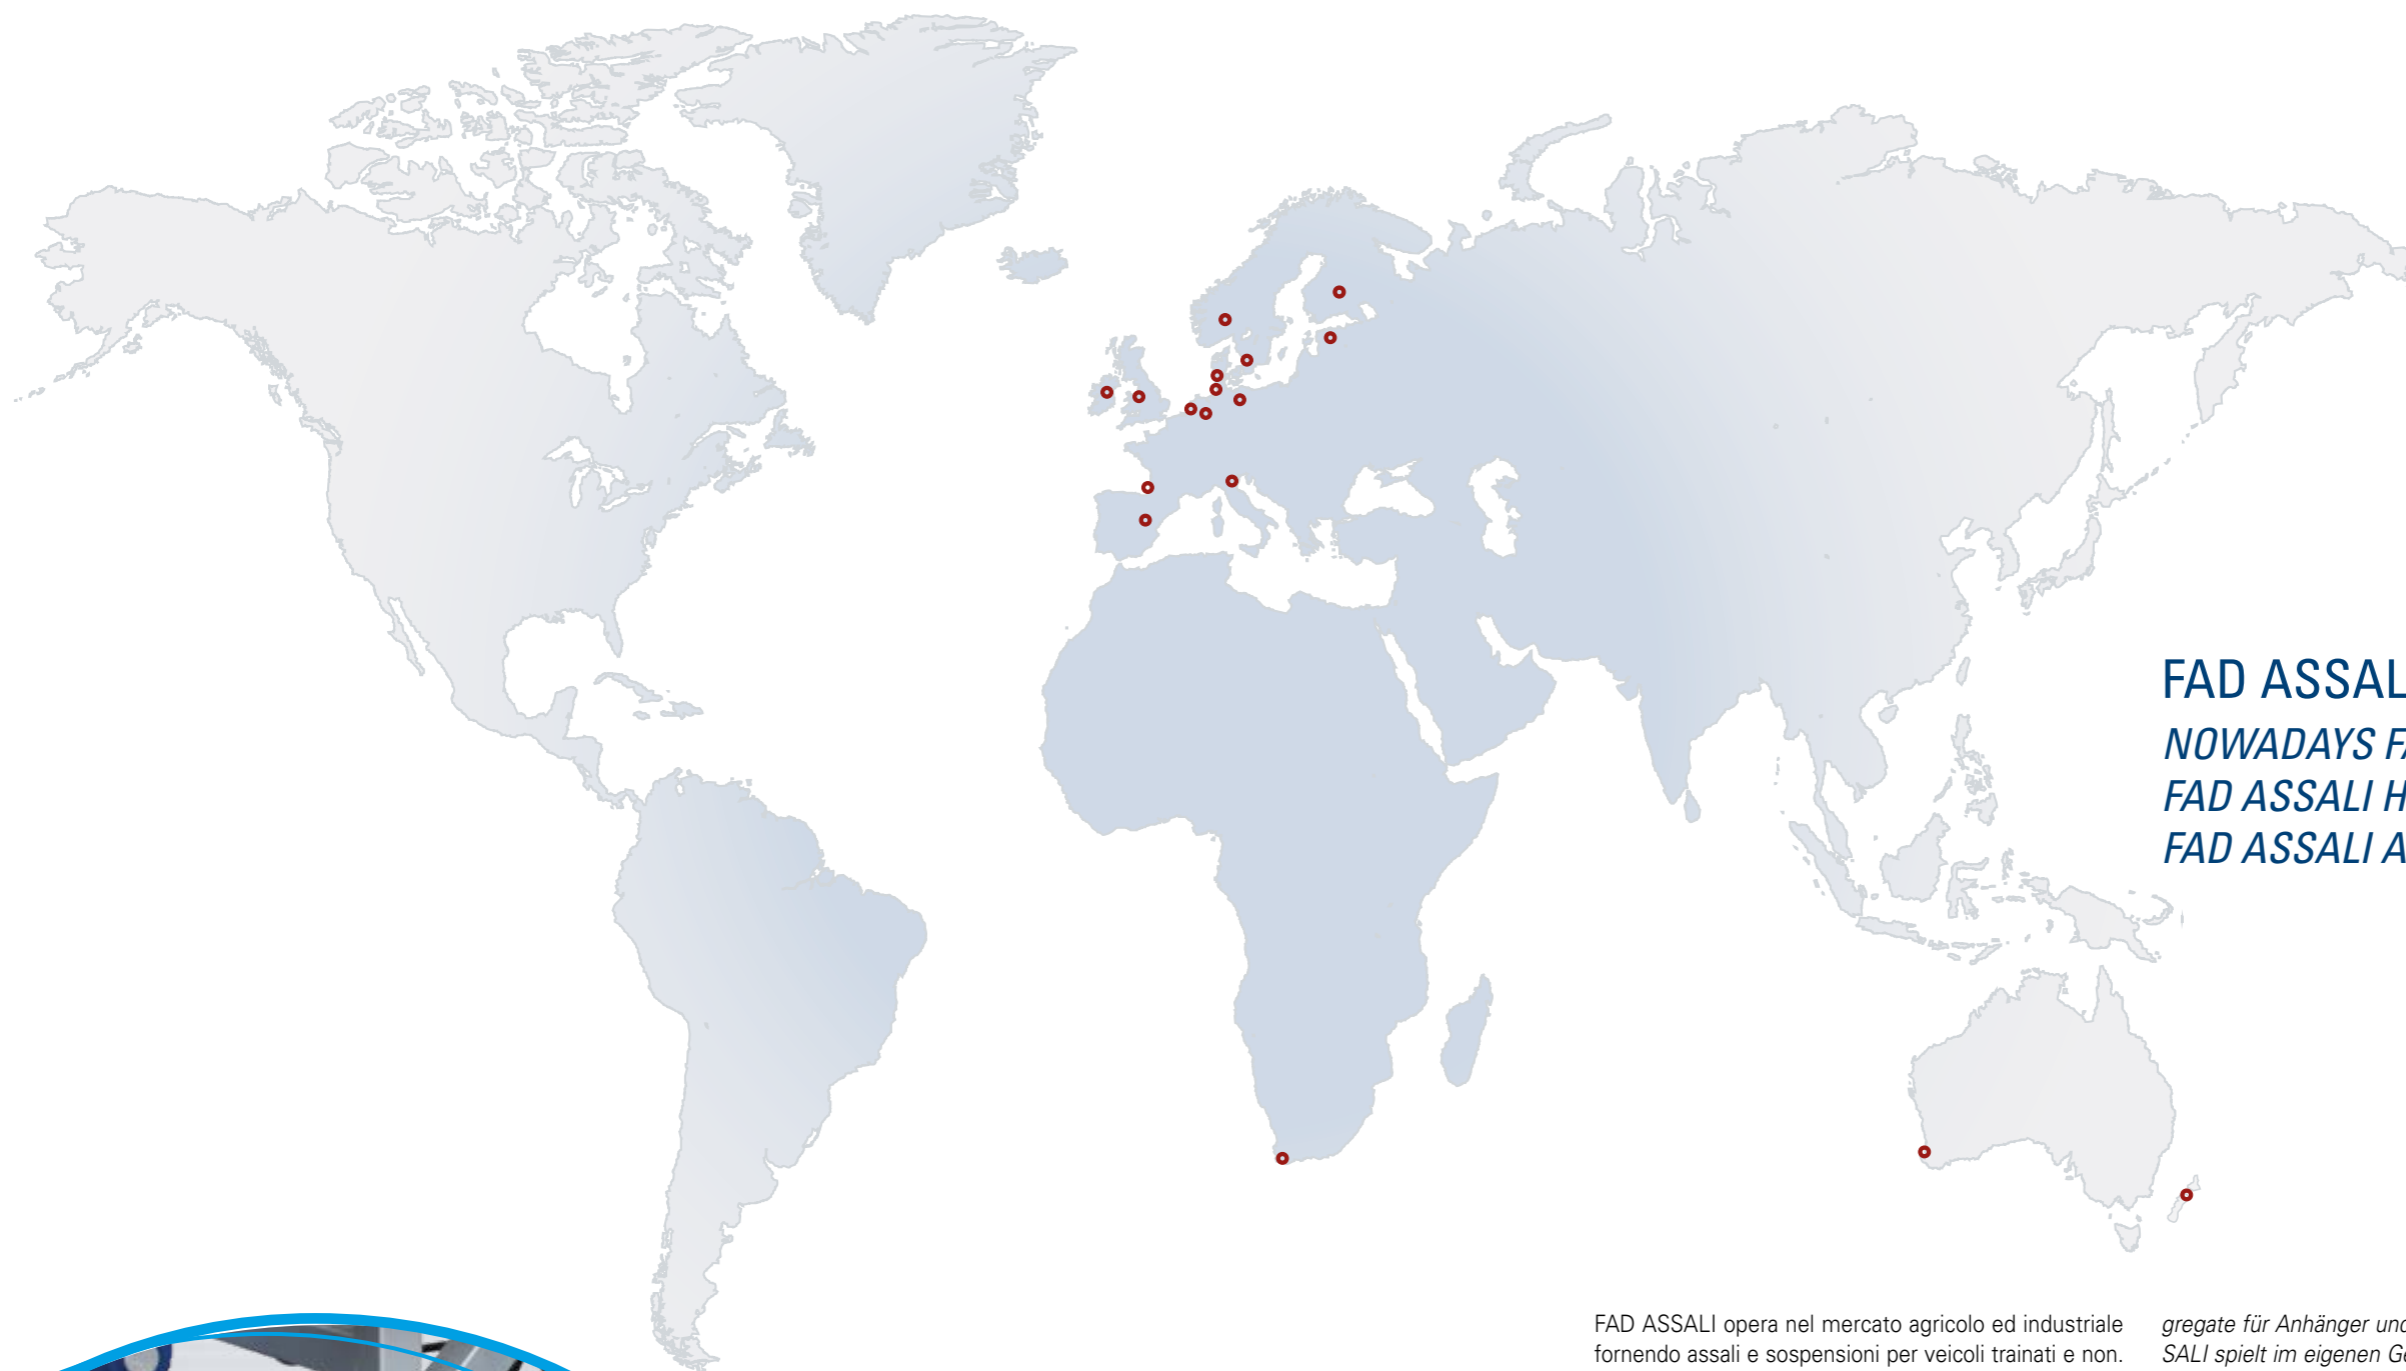 FAD ASSAL
NOWADAYS FA
FAD ASSALI H
FAD ASSALI A
FAD ASSALI opera nel mercato agricolo ed industriale
fornendo assali e sospensioni per veicoli trainati e non.
gregate für Anhänger und
SALI spielt im eigenen G